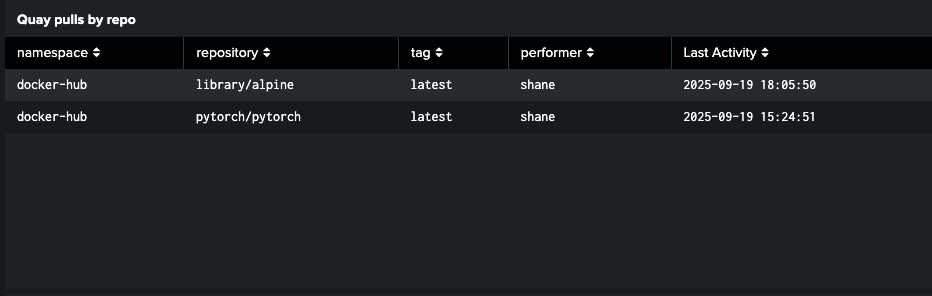 Quay pulls by repo
namespace repository tag performer Last Activity
docker-hub library/alpine latest shane 2025-09-19 18:05:50
docker-hub pytorch/pytorch latest shane 2025-09-19 15:24:51